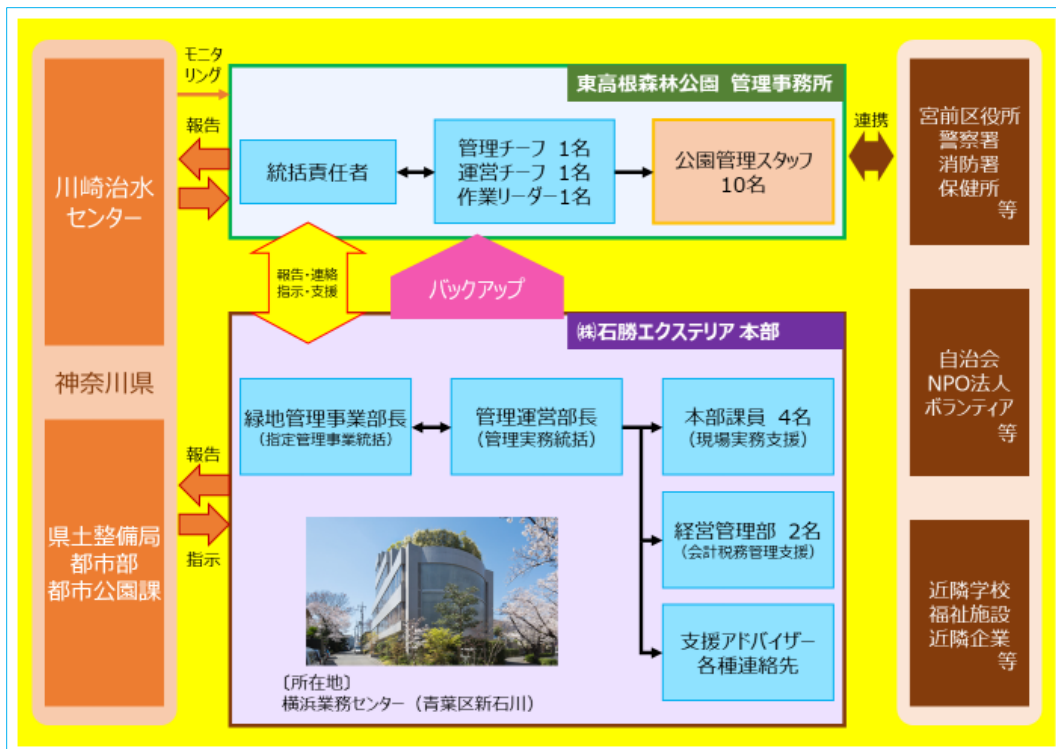 モニタ
リング
報告
川崎治水
センター
神奈川県
報告
指示
県土整備局
都市部
都市公園課
東高根森林公園 管理事務所
統括責任者
管理チーフ 1名
運営チーフ 1名
作業リーダー1名
公園管理スタッフ
10名
報告・連絡
指示・支援
バックアップ
㈱石勝エクステリア 本部
緑地管理事業部長
（指定管理事業統括）
管理運営部長
（管理実務統括）
本部課員 4名
（現場実務支援）
経営管理部 2名
（会計税務管理支援）
支援アドバイザー
各種連絡先
〔所在地〕
横浜業務センター（青葉区新石川）
連携
宮前区役所
警察署
消防署
保健所
等
自治会
NPO法人
ボランティア
等
近隣学校
福祉施設
近隣企業
等